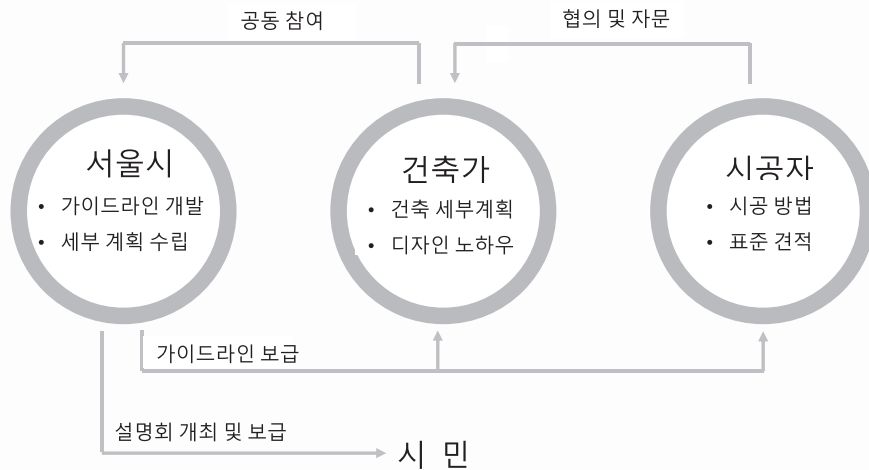 공동 참여
협의 및 자문
서울시
• 가이드라인 개발
• 세부 계획 수립
건축가
• 건축 세부계획
• 디자인 노하우
시공자
• 시공 방법
• 표준 견적
가이드라인 보급
설명회 개최 및 보급
시 민